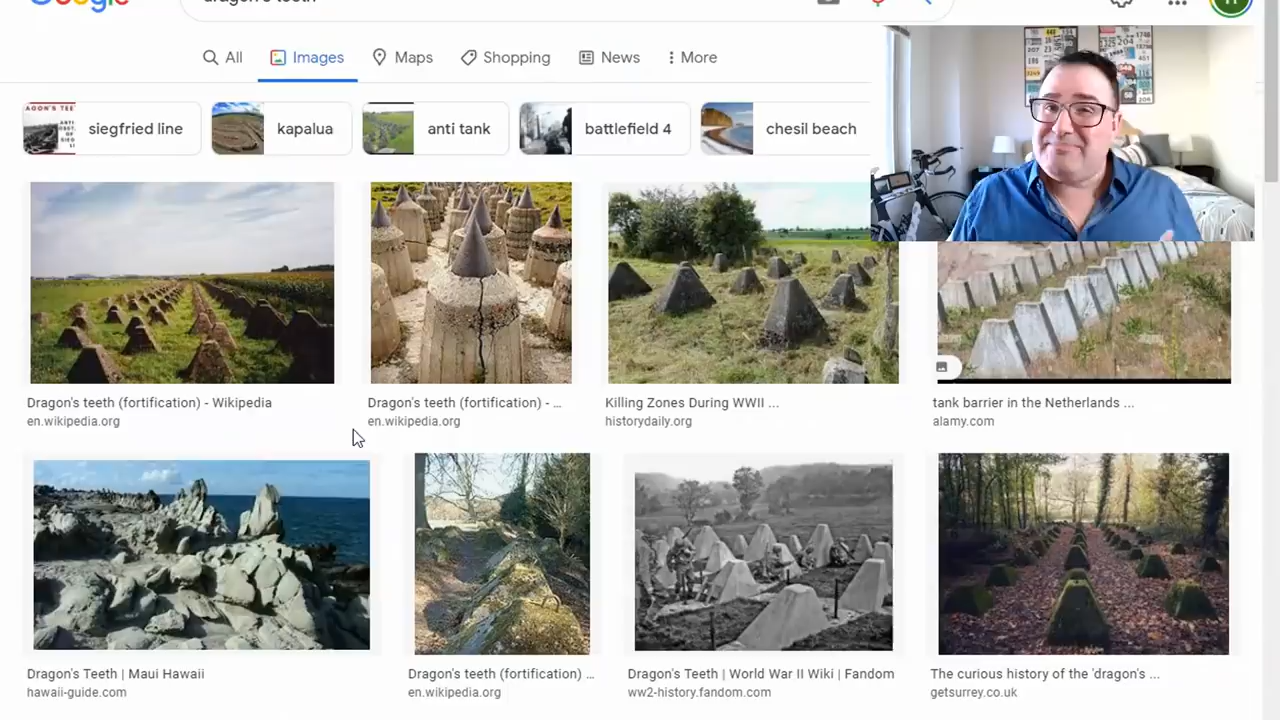 Google
dragon's teeth
All
Images
Maps
Shopping
News
More
siegfried line
kapalua
anti tank
battlefield 4
chesil beach
Dragon's teeth (fortification) - Wikipedia
en.wikipedia.org
Dragon's teeth (fortification) - ...
en.wikipedia.org
Killing Zones During WWII ...
historydaily.org
tank barrier in the Netherlands ...
alamy.com
Dragon's Teeth | Maui Hawaii
hawaii-guide.com
Dragon's teeth (fortification) ...
en.wikipedia.org
Dragon's Teeth | World War II Wiki | Fandom
ww2-history.fandom.com
The curious history of the 'dragon's ...
getsurrey.co.uk